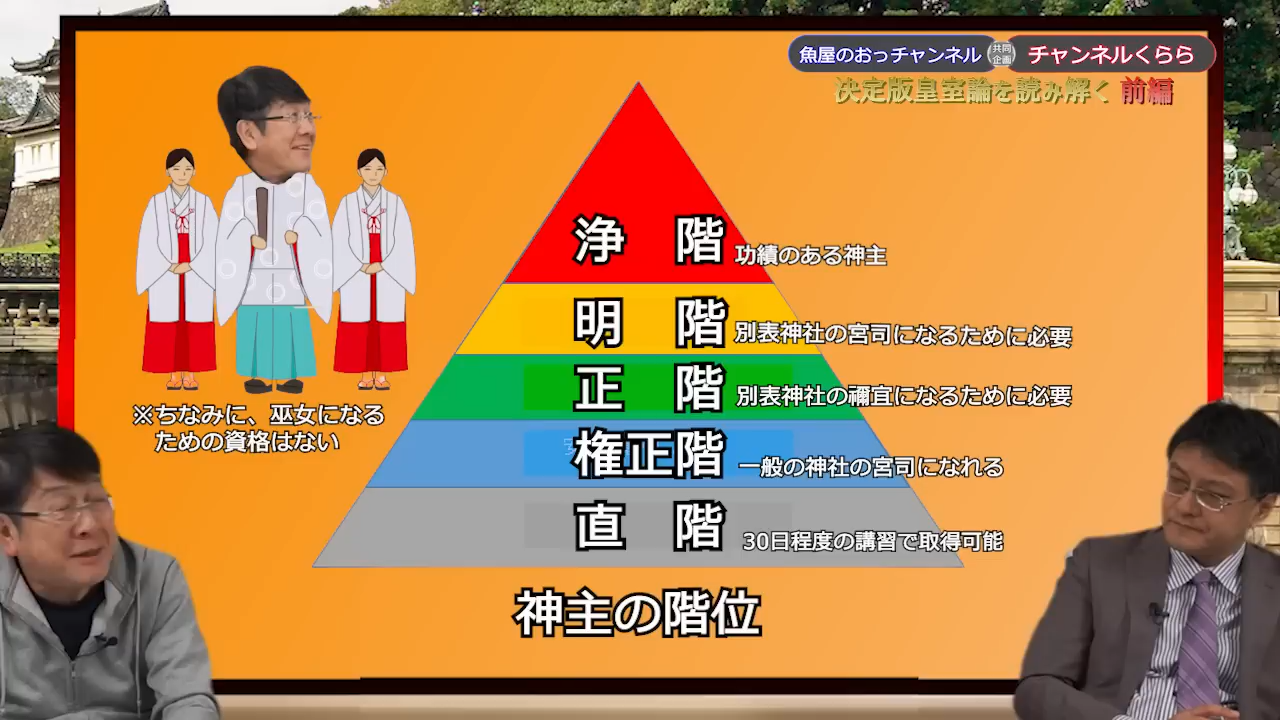 魚屋のおっチャンネル 共同企画 チャンネルくらら
決定版皇室論を読み解く 前編
浄 階 功績のある神主
明 階 別表神社の宮司になるために必要
正 階 別表神社の禰宜になるために必要
権正階 一般の神社の宮司になれる
直 階 30日程度の講習で取得可能
神主の階位
※ちなみに、巫女になる
ための資格はない